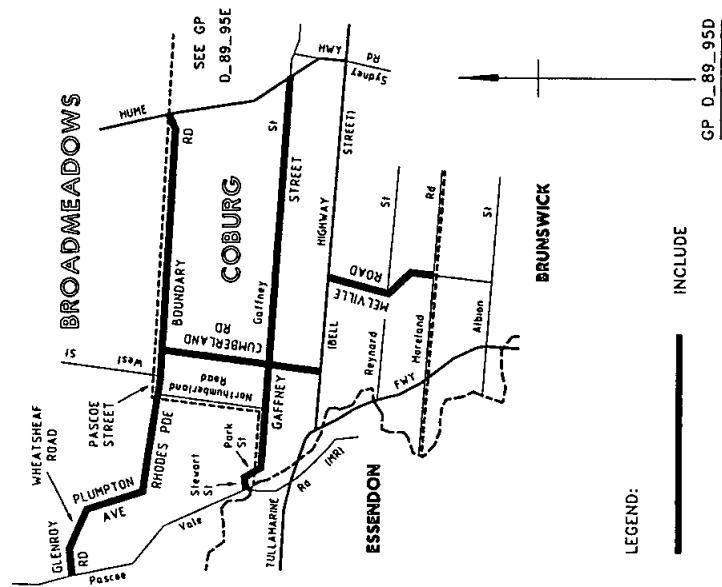 BROADMEADOWS
SEE GP
D_89_95E
HUME
HWY
Sydney
Rd
St
West
PASCOE
STREET
WHEATSHEAF
ROAD
GLENROY
RD
PLUMPTON
AVE
RHODES PDE
BOUNDARY
RD
COBURG
CUMBERLAND
RD
Northumberland
Road
Gaffney
St
GAFFNEY
STREET
Park
St
Stewart
St
Pascoe
Vale
Rd
(MR)
TULLAMARINE
FWY
(BELL
HIGHWAY
STREET)
MELVILLE
ROAD
Reynard
St
Moreland
Rd
Albion
St
ESSENDON
BRUNSWICK
LEGEND:
INCLUDE
GP D_89_95D